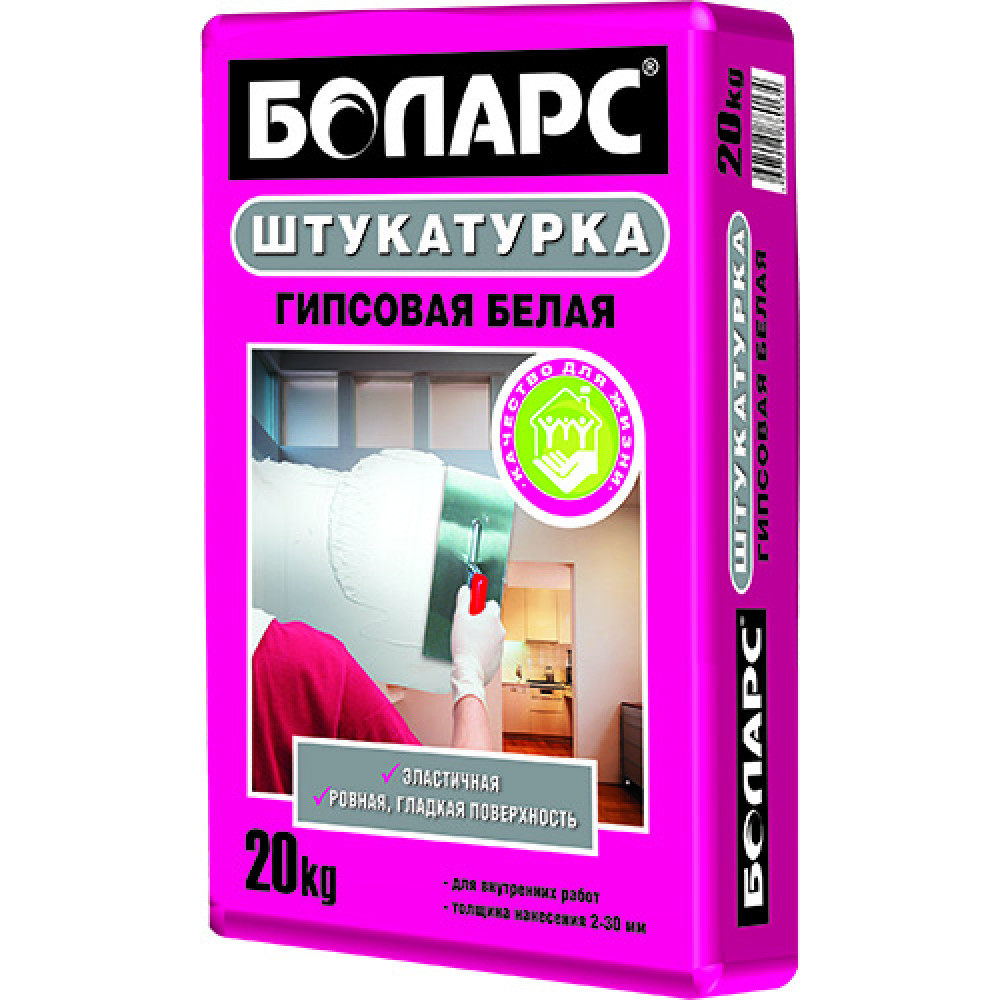 БОЛАРС®
ШТУКАТУРКА
ГИПСОВАЯ БЕЛАЯ
· КАЧЕСТВО ДЛЯ ЖИЗНИ ·
ЭЛАСТИЧНАЯ
РОВНАЯ, ГЛАДКАЯ ПОВЕРХНОСТЬ
20kg
- для внутренних работ
- толщина нанесения 2-30 мм
20kg
ШТУКАТУРКА
ГИПСОВАЯ БЕЛАЯ
БОЛАРС®